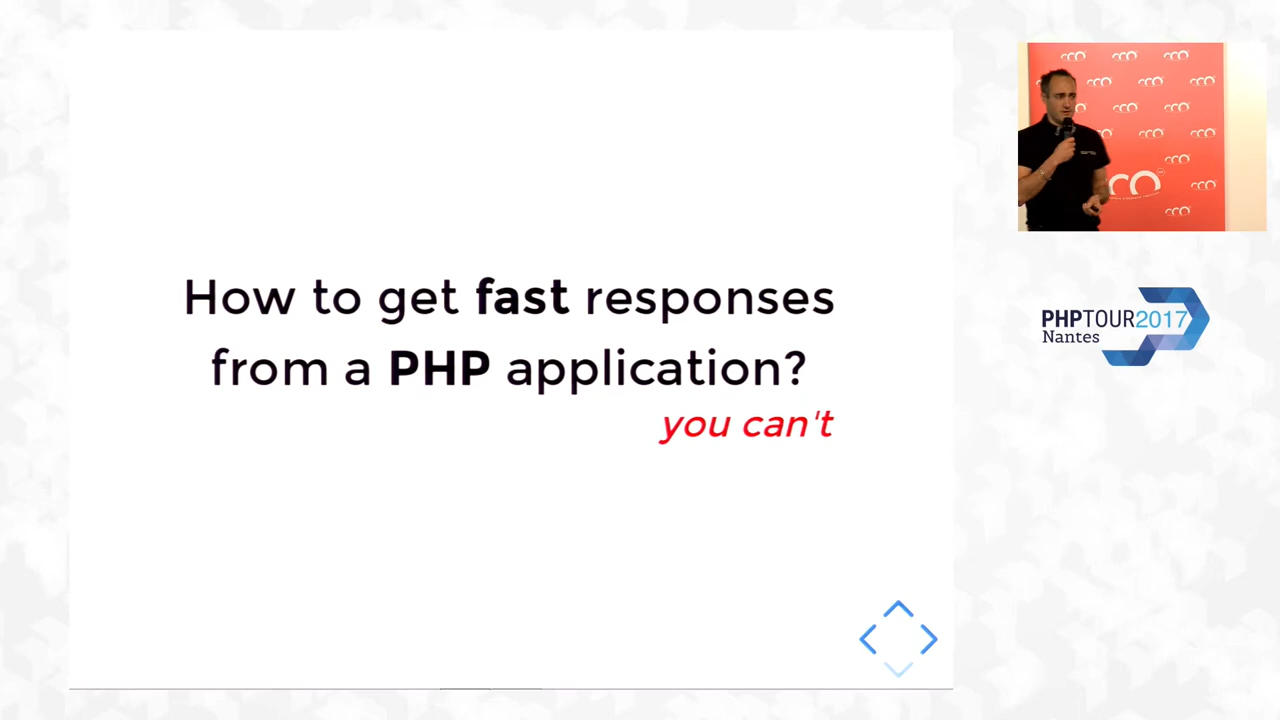 How to get fast responses
from a PHP application?
you can't
PHPTOUR2017
Nantes